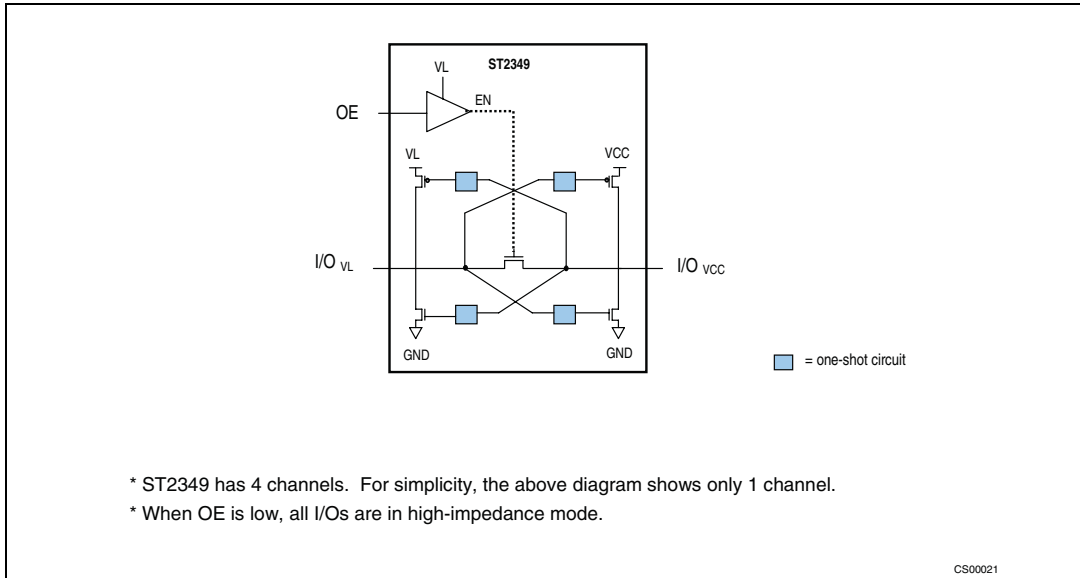 ST2349
VL
EN
OE
VL
VCC
I/O VL
I/O VCC
GND
GND
= one-shot circuit
* ST2349 has 4 channels. For simplicity, the above diagram shows only 1 channel.
* When OE is low, all I/Os are in high-impedance mode.
CS00021